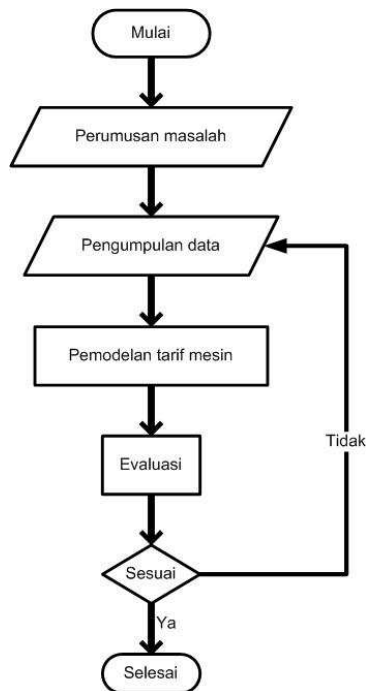 Mulai
Perumusan masalah
Pengumpulan data
Pemodelan tarif mesin
Evaluasi
Tidak
Sesuai
Ya
Selesai